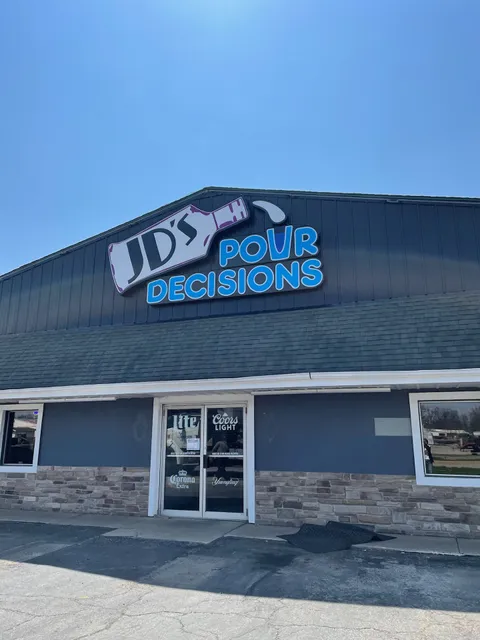 JD'S
POUR
DECISIONS
Lite
Coors
LIGHT
Corona
Extra
Yuengling